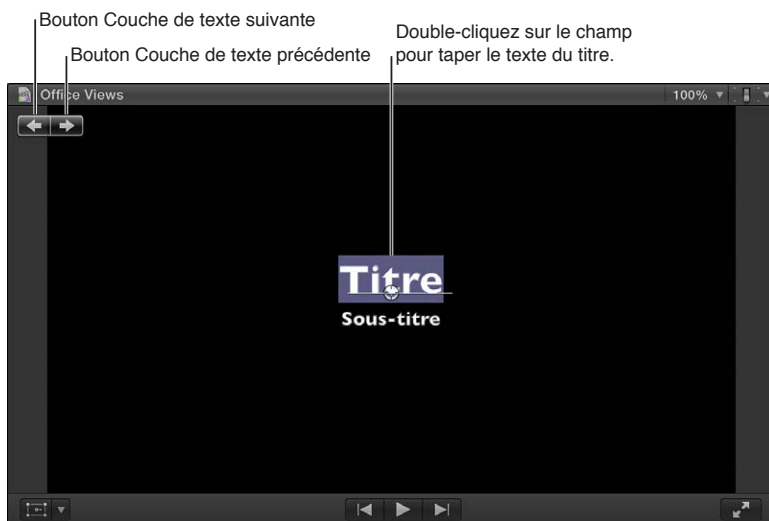 Bouton Couche de texte suivante
Bouton Couche de texte précédente
Double-cliquez sur le champ
pour taper le texte du titre.
Office Views
100%
Titre
Sous-titre